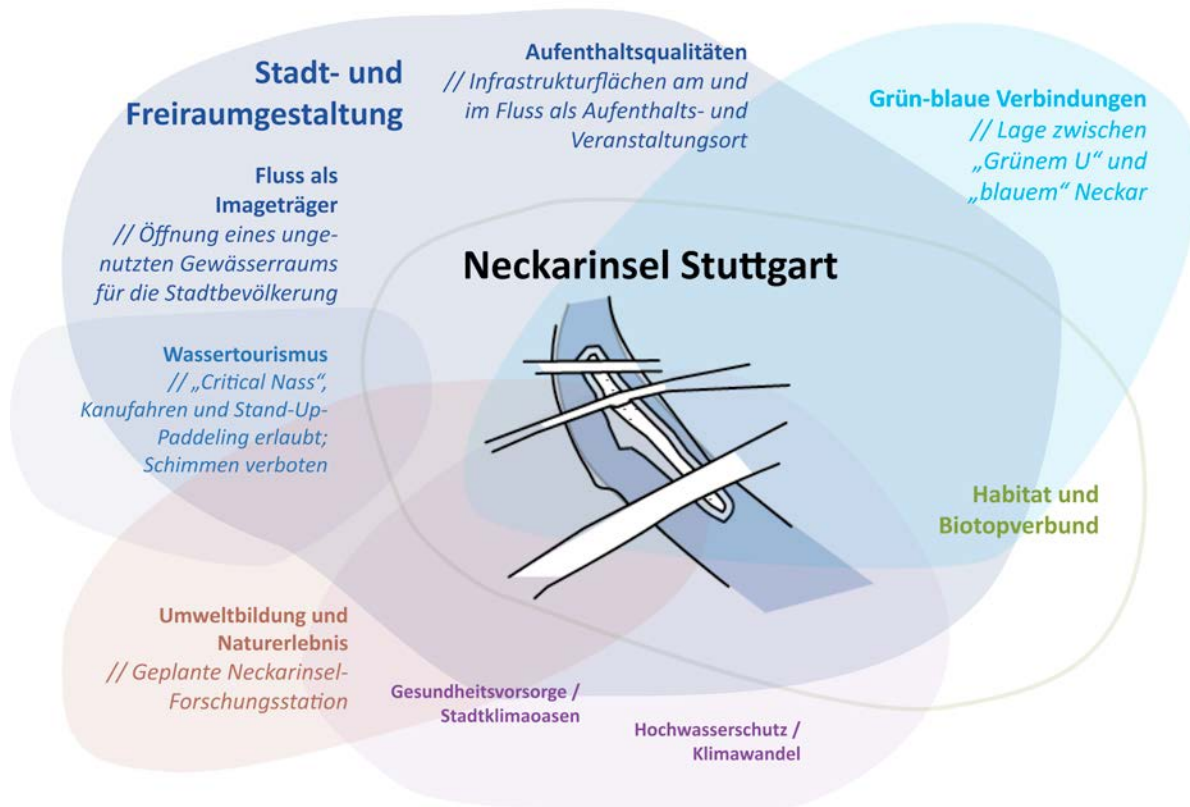 Stadt- und
Freiraumgestaltung
Aufenthaltsqualitäten
// Infrastrukturflächen am und
im Fluss als Aufenthalts- und
Veranstaltungsort
Grün-blaue Verbindungen
// Lage zwischen
„Grünem U“ und
„blauem“ Neckar
Fluss als
Imageträger
// Öffnung eines unge-
nutzten Gewässerraums
für die Stadtbevölkerung
Neckarinsel Stuttgart
Wassertourismus
// „Critical Nass“,
Kanufahren und Stand-Up-
Paddeling erlaubt;
Schimmen verboten
Habitat und
Biotopverbund
Umweltbildung und
Naturerlebnis
// Geplante Neckarinsel-
Forschungsstation
Gesundheitsvorsorge /
Stadtklimaoasen
Hochwasserschutz /
Klimawandel